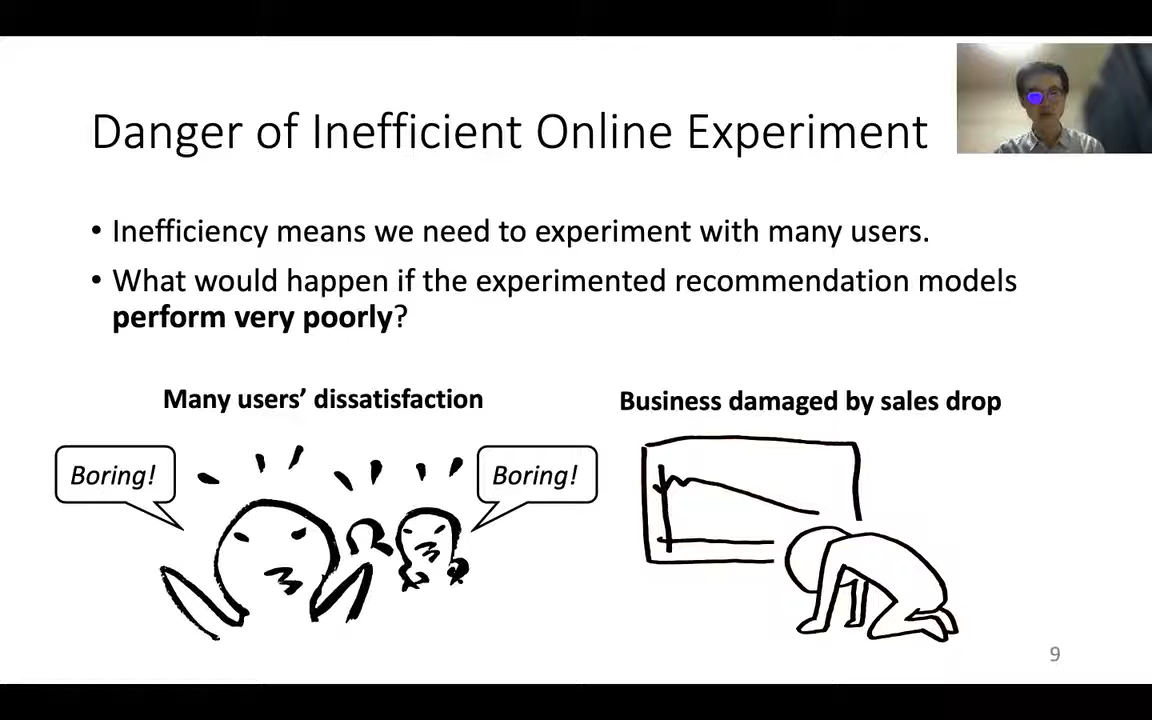 Danger of Inefficient Online Experiment
• Inefficiency means we need to experiment with many users.
• What would happen if the experimented recommendation models
perform very poorly?
Many users’ dissatisfaction
Business damaged by sales drop
Boring!
Boring!
9